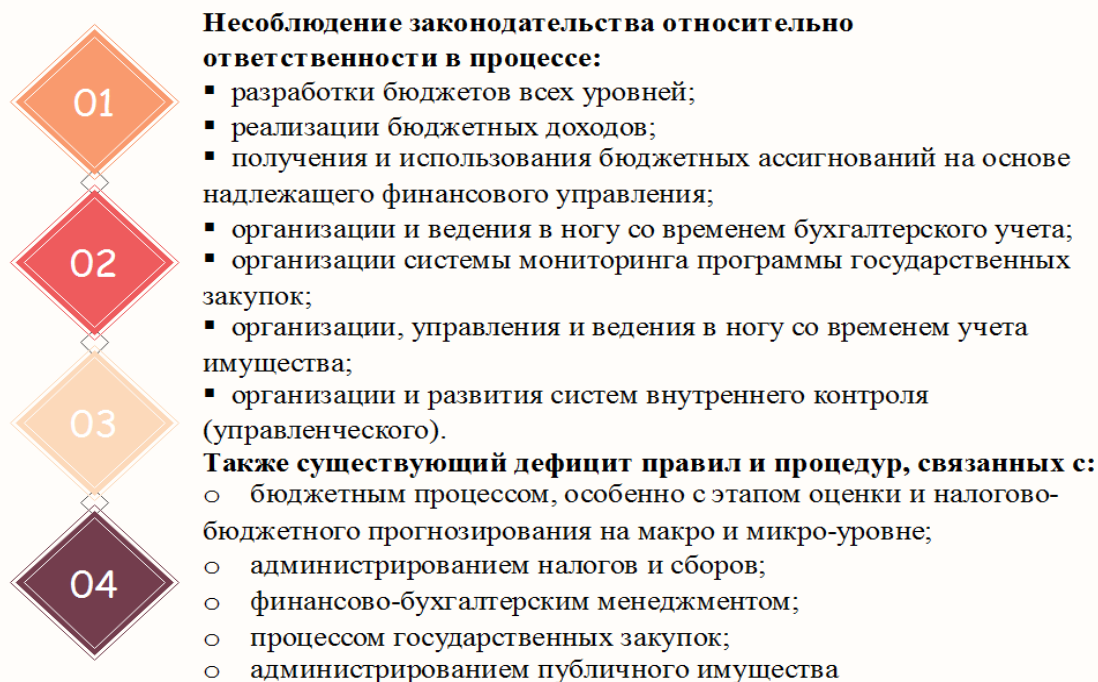 Несоблюдение законодательства относительно
ответственности в процессе:
▪ разработки бюджетов всех уровней;
▪ реализации бюджетных доходов;
▪ получения и использования бюджетных ассигнований на основе
надлежащего финансового управления;
▪ организации и ведения в ногу со временем бухгалтерского учета;
▪ организации системы мониторинга программы государственных
закупок;
▪ организации, управления и ведения в ногу со временем учета
имущества;
▪ организации и развития систем внутреннего контроля
(управленческого).
Также существующий дефицит правил и процедур, связанных с:
o бюджетным процессом, особенно с этапом оценки и налогово-
бюджетного прогнозирования на макро и микро-уровне;
o администрированием налогов и сборов;
o финансово-бухгалтерским менеджментом;
o процессом государственных закупок;
o администрированием публичного имущества
01
02
03
04